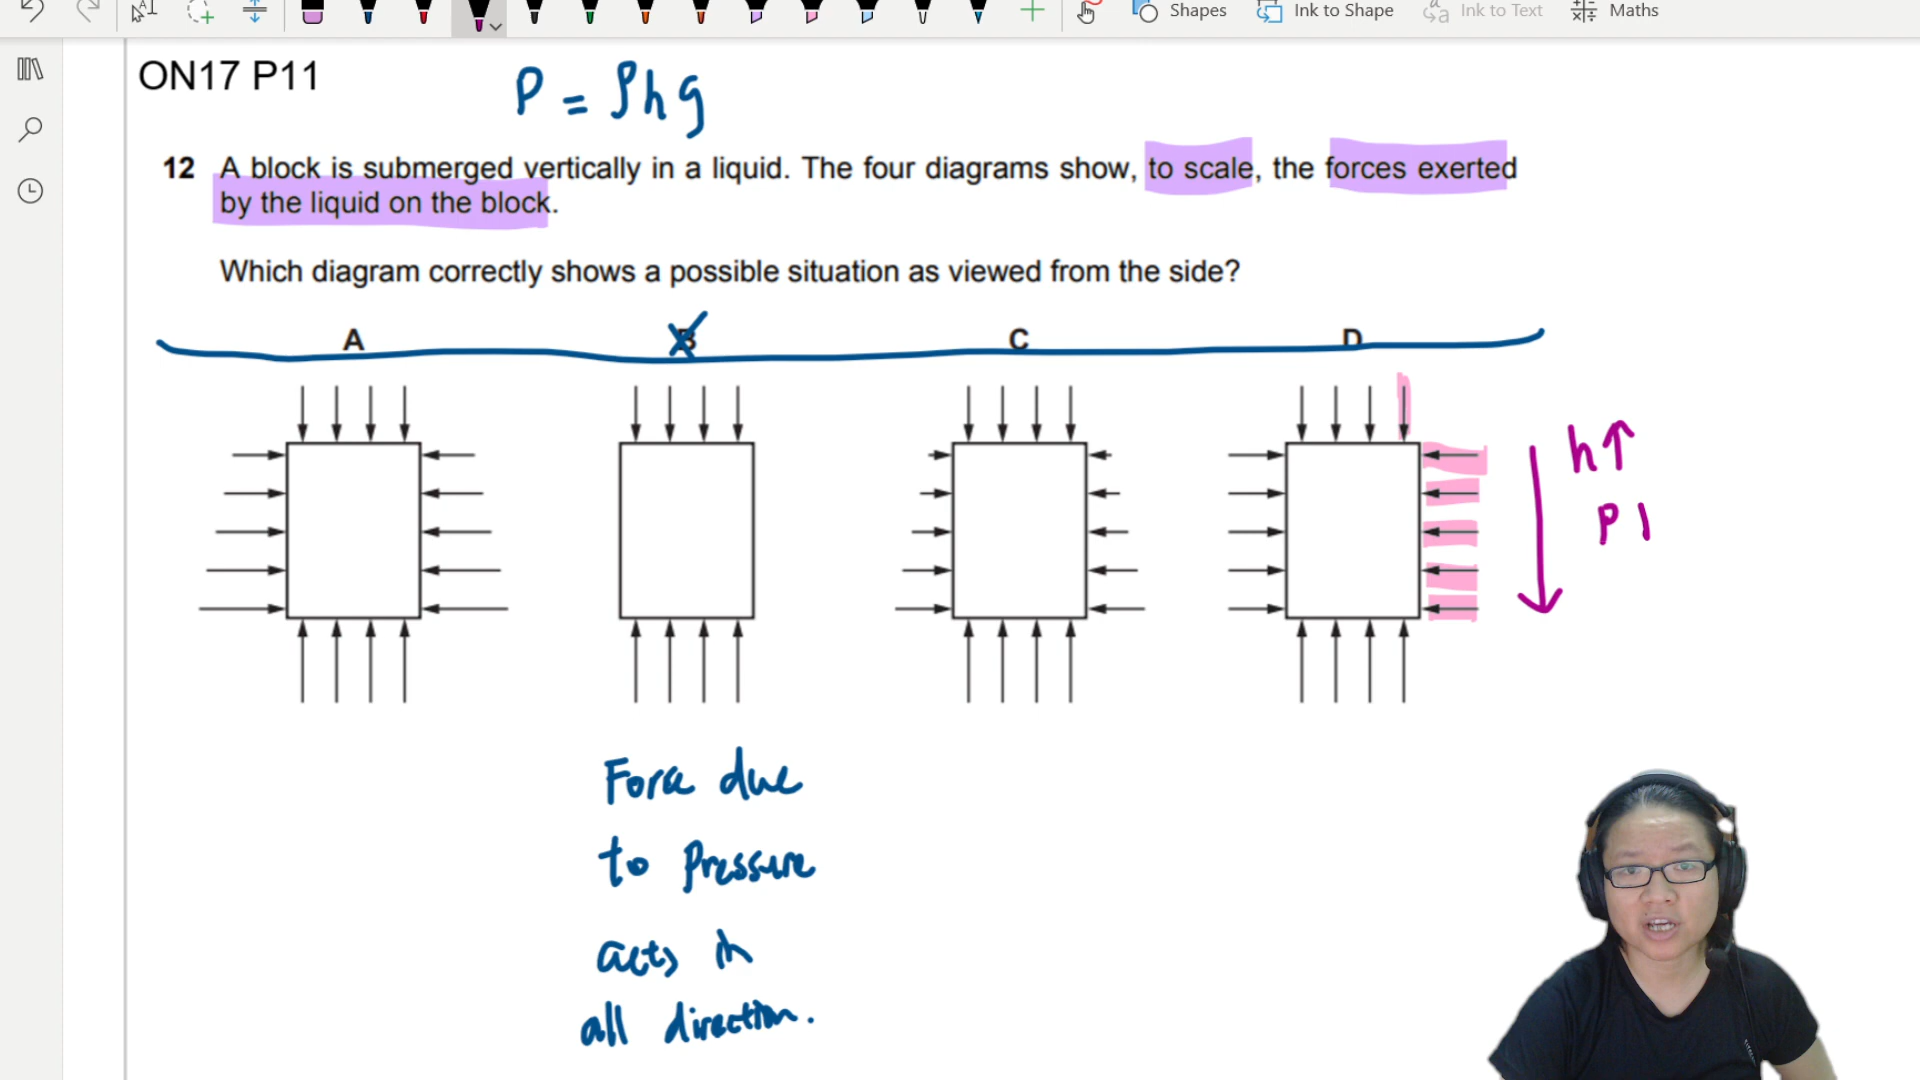 Shapes Ink to Shape Ink to Text Maths
ON17 P11
P = ρhg
12 A block is submerged vertically in a liquid. The four diagrams show, to scale, the forces exerted
by the liquid on the block.
Which diagram correctly shows a possible situation as viewed from the side?
A B C D
h↑
P
Force due
to Pressure
acts in
all direction.